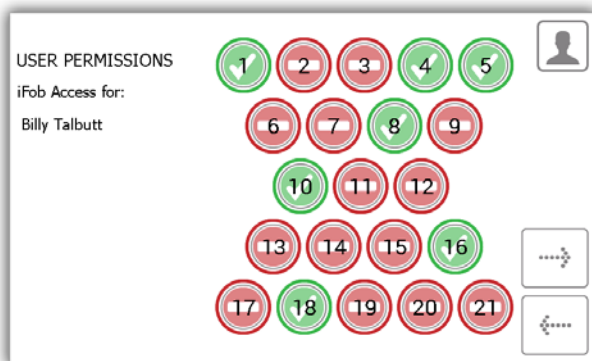 USER PERMISSIONS
iFob Access for:
Billy Talbutt
1 2 3 4 5
6 7 8 9
10 11 12
13 14 15 16
17 18 19 20 21